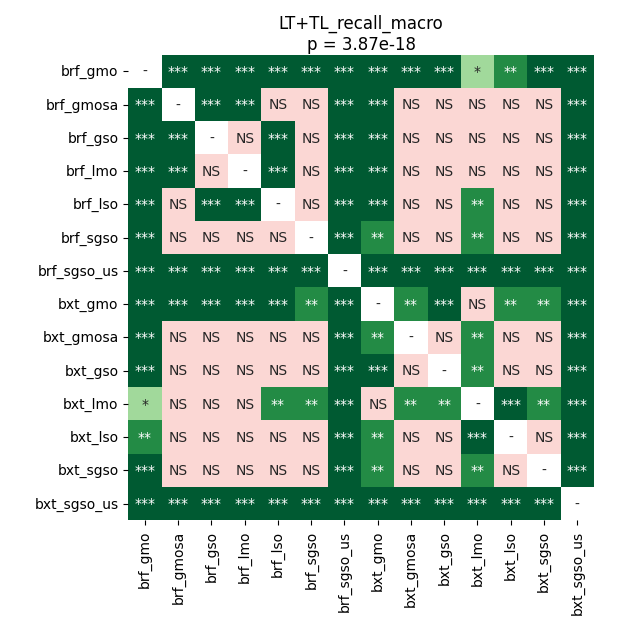 LT+TL_recall_macro
p = 3.87e-18
brf_gmo - *** *** *** *** *** *** *** *** *** * ** *** ***
brf_gmosa *** - *** *** NS NS *** *** NS NS NS NS NS ***
brf_gso *** *** - NS *** NS *** *** NS NS NS NS NS ***
brf_lmo *** *** NS - *** NS *** *** NS NS NS NS NS ***
brf_lso *** NS *** *** - NS *** *** NS NS ** NS NS ***
brf_sgso *** NS NS NS NS - *** ** NS NS ** NS NS ***
brf_sgso_us *** *** *** *** *** *** - *** *** *** *** *** *** ***
bxt_gmo *** *** *** *** *** ** *** - ** *** NS ** ** ***
bxt_gmosa *** NS NS NS NS NS *** ** - NS ** NS NS ***
bxt_gso *** NS NS NS NS NS *** *** NS - ** NS NS ***
bxt_lmo * NS NS NS ** ** *** NS ** ** - *** ** ***
bxt_lso ** NS NS NS NS NS *** ** NS NS *** - NS ***
bxt_sgso *** NS NS NS NS NS *** ** NS NS ** NS - ***
bxt_sgso_us *** *** *** *** *** *** *** *** *** *** *** *** *** -
brf_gmo brf_gmosa brf_gso brf_lmo brf_lso brf_sgso brf_sgso_us bxt_gmo bxt_gmosa bxt_gso bxt_lmo bxt_lso bxt_sgso bxt_sgso_us